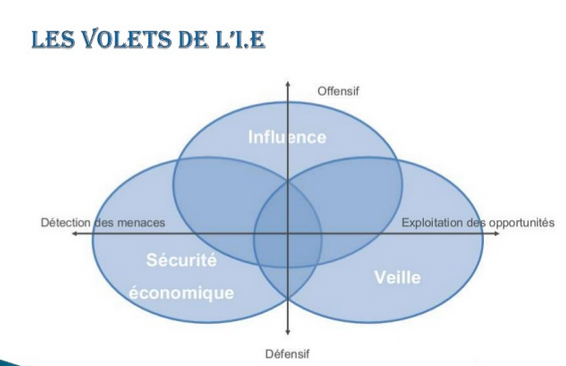 LES VOLETS DE L'I.E
Offensif
Influence
Détection des menaces
Exploitation des opportunités
Sécurité
économique
Veille
Défensif